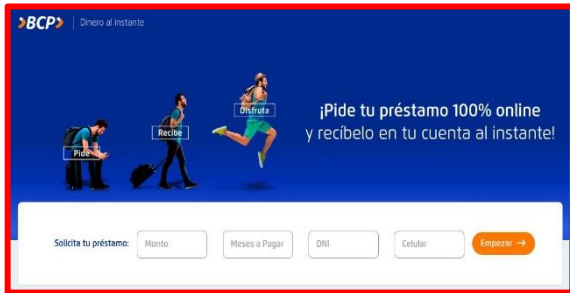 ›BCP› | Dinero al instante
Disfruta
Recibe
Pide
¡Pide tu préstamo 100% online
y recíbelo en tu cuenta al instante!
Solicita tu préstamo: Monto Meses a Pagar DNI Celular Empezar →